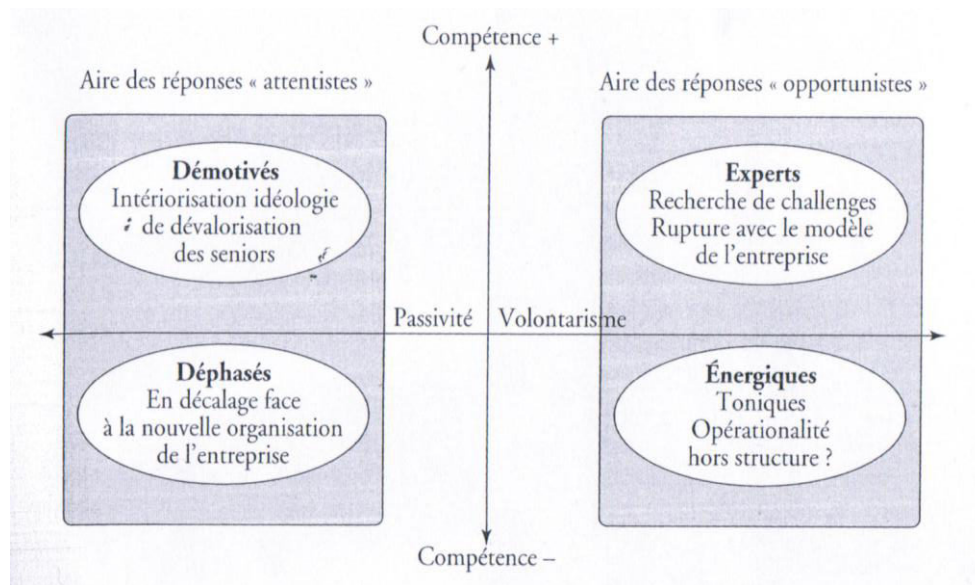 Compétence +
Aire des réponses « attentistes »
Aire des réponses « opportunistes »
Démotivés
Intériorisation idéologie
de dévalorisation
des seniors
Experts
Recherche de challenges
Rupture avec le modèle
de l'entreprise
Passivité
Volontarisme
Déphasés
En décalage face
à la nouvelle organisation
de l'entreprise
Énergiques
Toniques
Opérationalité
hors structure ?
Compétence –